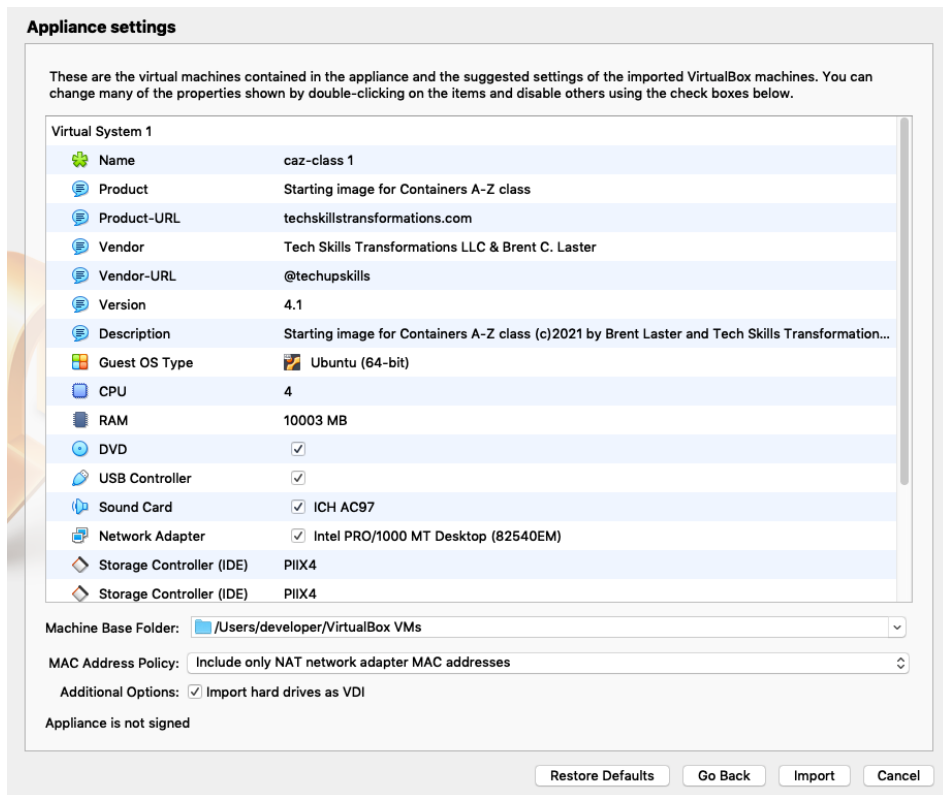 Appliance settings
These are the virtual machines contained in the appliance and the suggested settings of the imported VirtualBox machines. You can
change many of the properties shown by double-clicking on the items and disable others using the check boxes below.
Virtual System 1
Name caz-class 1
Product Starting image for Containers A-Z class
Product-URL techskillstransformations.com
Vendor Tech Skills Transformations LLC & Brent C. Laster
Vendor-URL @techupskills
Version 4.1
Description Starting image for Containers A-Z class (c)2021 by Brent Laster and Tech Skills Transformation...
Guest OS Type Ubuntu (64-bit)
CPU 4
RAM 10003 MB
DVD
USB Controller
Sound Card ICH AC97
Network Adapter Intel PRO/1000 MT Desktop (82540EM)
Storage Controller (IDE) PIIX4
Storage Controller (IDE) PIIX4
Machine Base Folder: /Users/developer/VirtualBox VMs
MAC Address Policy: Include only NAT network adapter MAC addresses
Additional Options: Import hard drives as VDI
Appliance is not signed
Restore Defaults Go Back Import Cancel